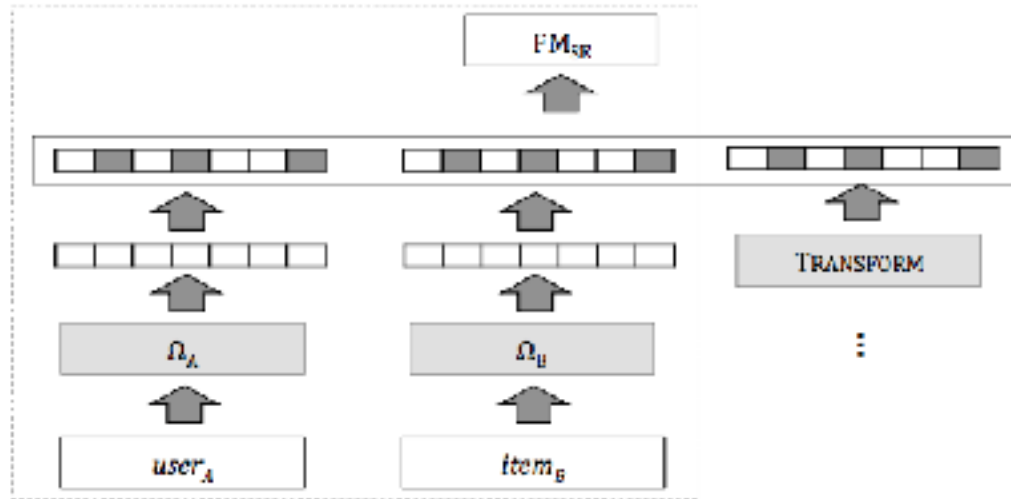 FM_SR
TRANSFORM
Ω_A
Ω_B
⋮
user_A
item_B